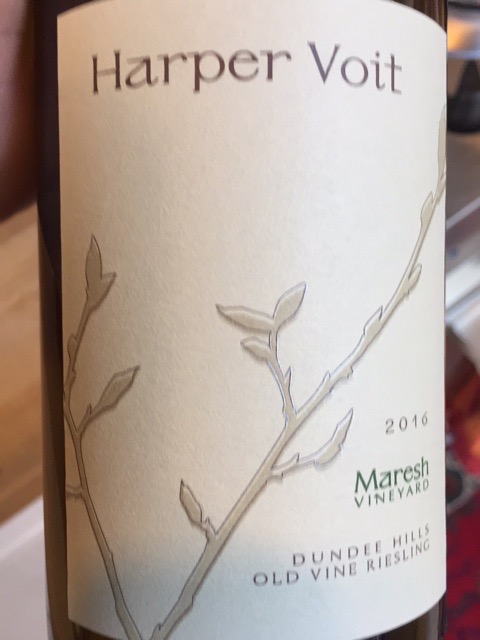 Harper Voit
2016
Maresh
VINEYARD
DUNDEE HILLS
OLD VINE RIESLING